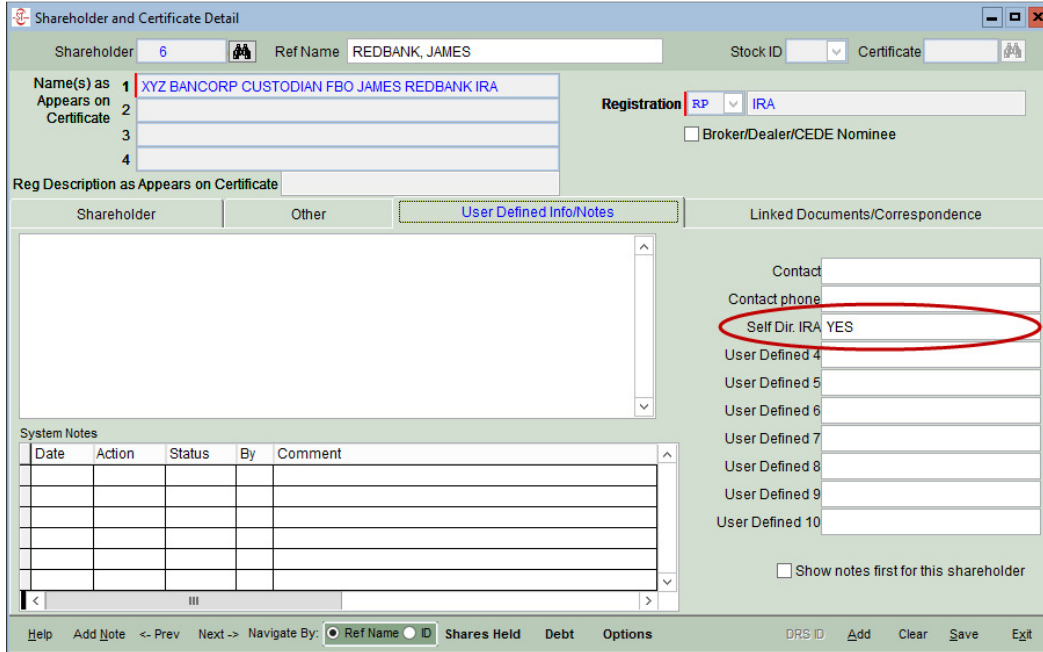 Shareholder and Certificate Detail
Shareholder 6 Ref Name REDBANK, JAMES Stock ID Certificate
Name(s) as Appears on Certificate
1 XYZ BANCORP CUSTODIAN FBO JAMES REDBANK IRA
2
3
4
Registration RP IRA
Broker/Dealer/CEDE Nominee
Reg Description as Appears on Certificate
Shareholder Other User Defined Info/Notes Linked Documents/Correspondence
Contact
Contact phone
Self Dir. IRA YES
User Defined 4
User Defined 5
User Defined 6
User Defined 7
User Defined 8
User Defined 9
User Defined 10
System Notes
Date Action Status By Comment
Show notes first for this shareholder
Help Add Note <- Prev Next -> Navigate By: Ref Name ID Shares Held Debt Options DRS ID Add Clear Save Exit